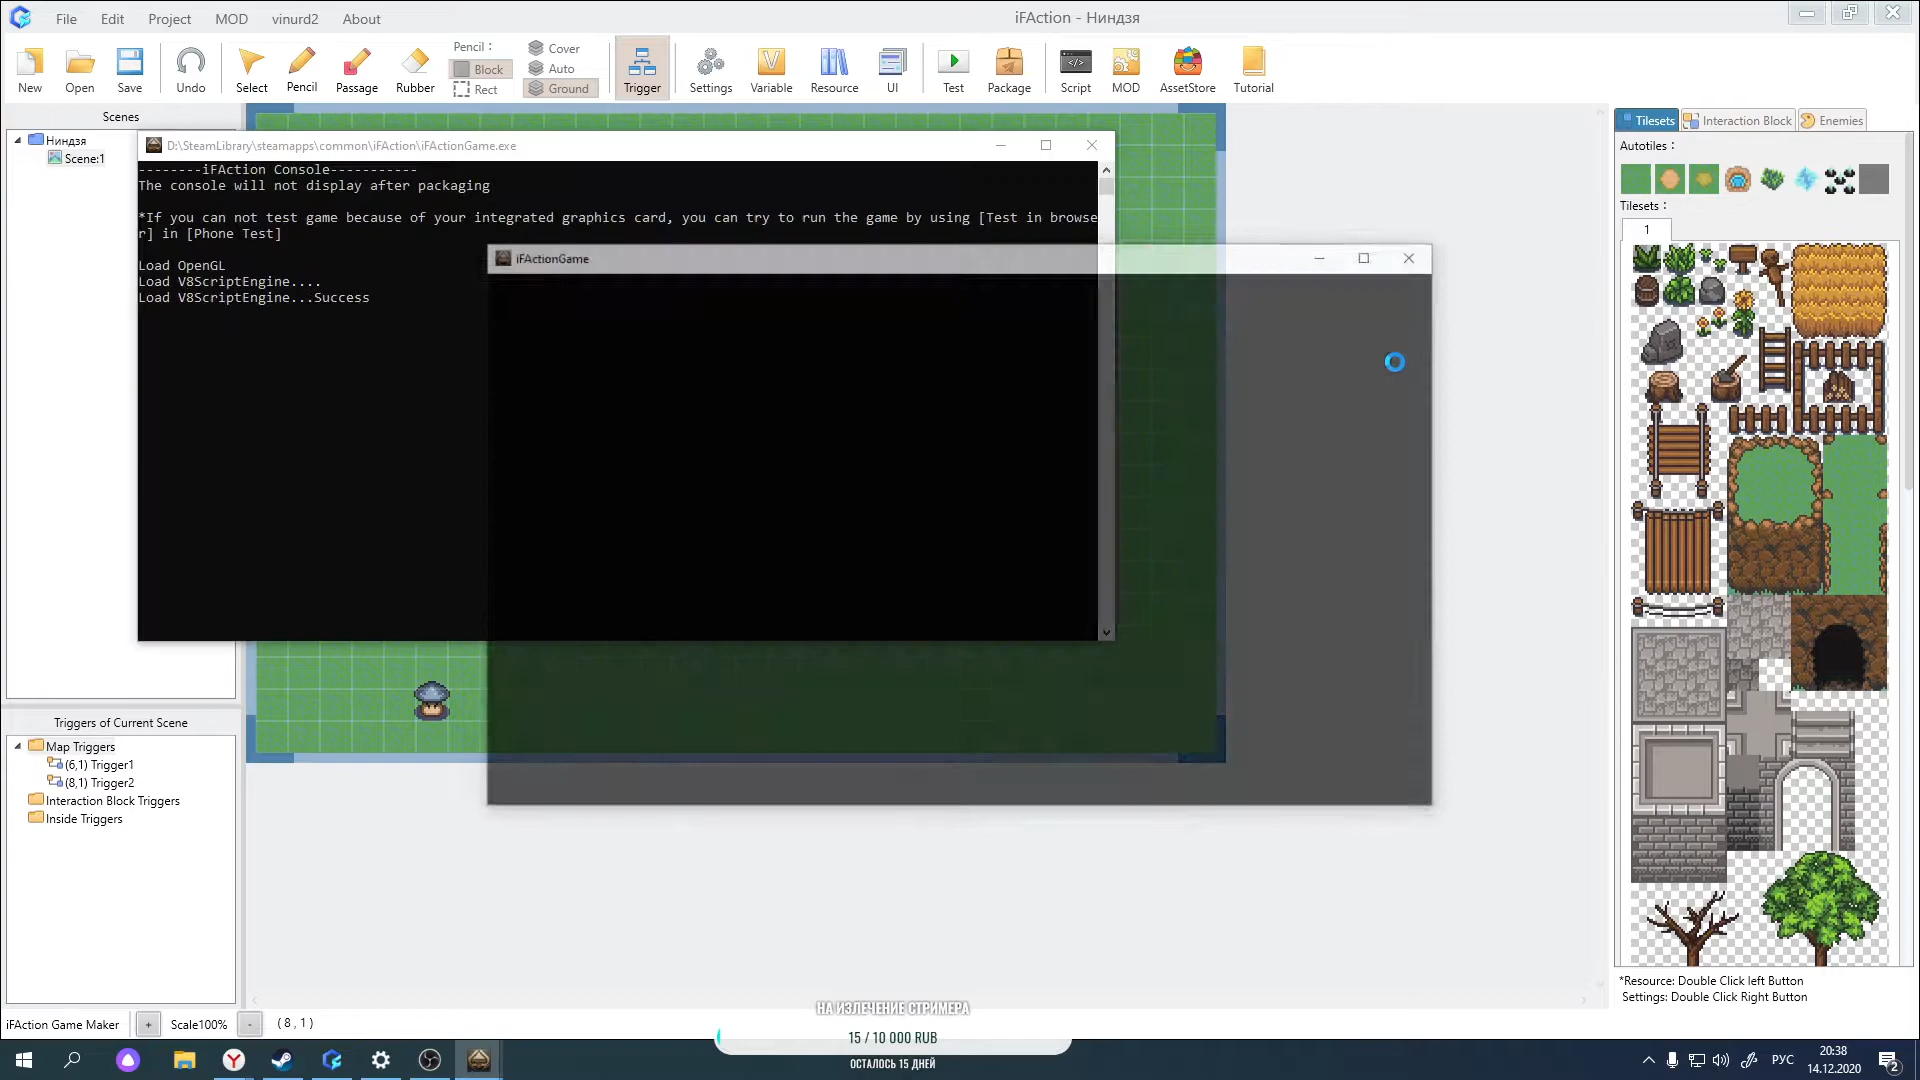 File Edit Project MOD vinurd2 About
iFAction - Ниндзя
New Open Save Undo Select Pencil Passage Rubber
Pencil :
Block
Rect
Cover
Auto
Ground
Trigger Settings Variable Resource UI Test Package Script MOD AssetStore Tutorial
Scenes
Ниндзя
Scene:1
D:\SteamLibrary\steamapps\common\iFAction\iFActionGame.exe
--------iFAction Console-----------
The console will not display after packaging
*If you can not test game because of your integrated graphics card, you can try to run the game by using [Test in browse
r] in [Phone Test]
Load OpenGL
Load V8ScriptEngine....
Load V8ScriptEngine...Success
iFActionGame
Tilesets Interaction Block Enemies
Autotiles :
Tilesets :
1
*Resource: Double Click left Button
Settings: Double Click Right Button
Triggers of Current Scene
Map Triggers
(6,1) Trigger1
(8,1) Trigger2
Interaction Block Triggers
Inside Triggers
iFAction Game Maker + Scale100% - ( 8 , 1 )
НА ИЗЛЕЧЕНИЕ СТРИМЕРА
15 / 10 000 RUB
ОСТАЛОСЬ 15 ДНЕЙ
РУС
20:38
14.12.2020
2